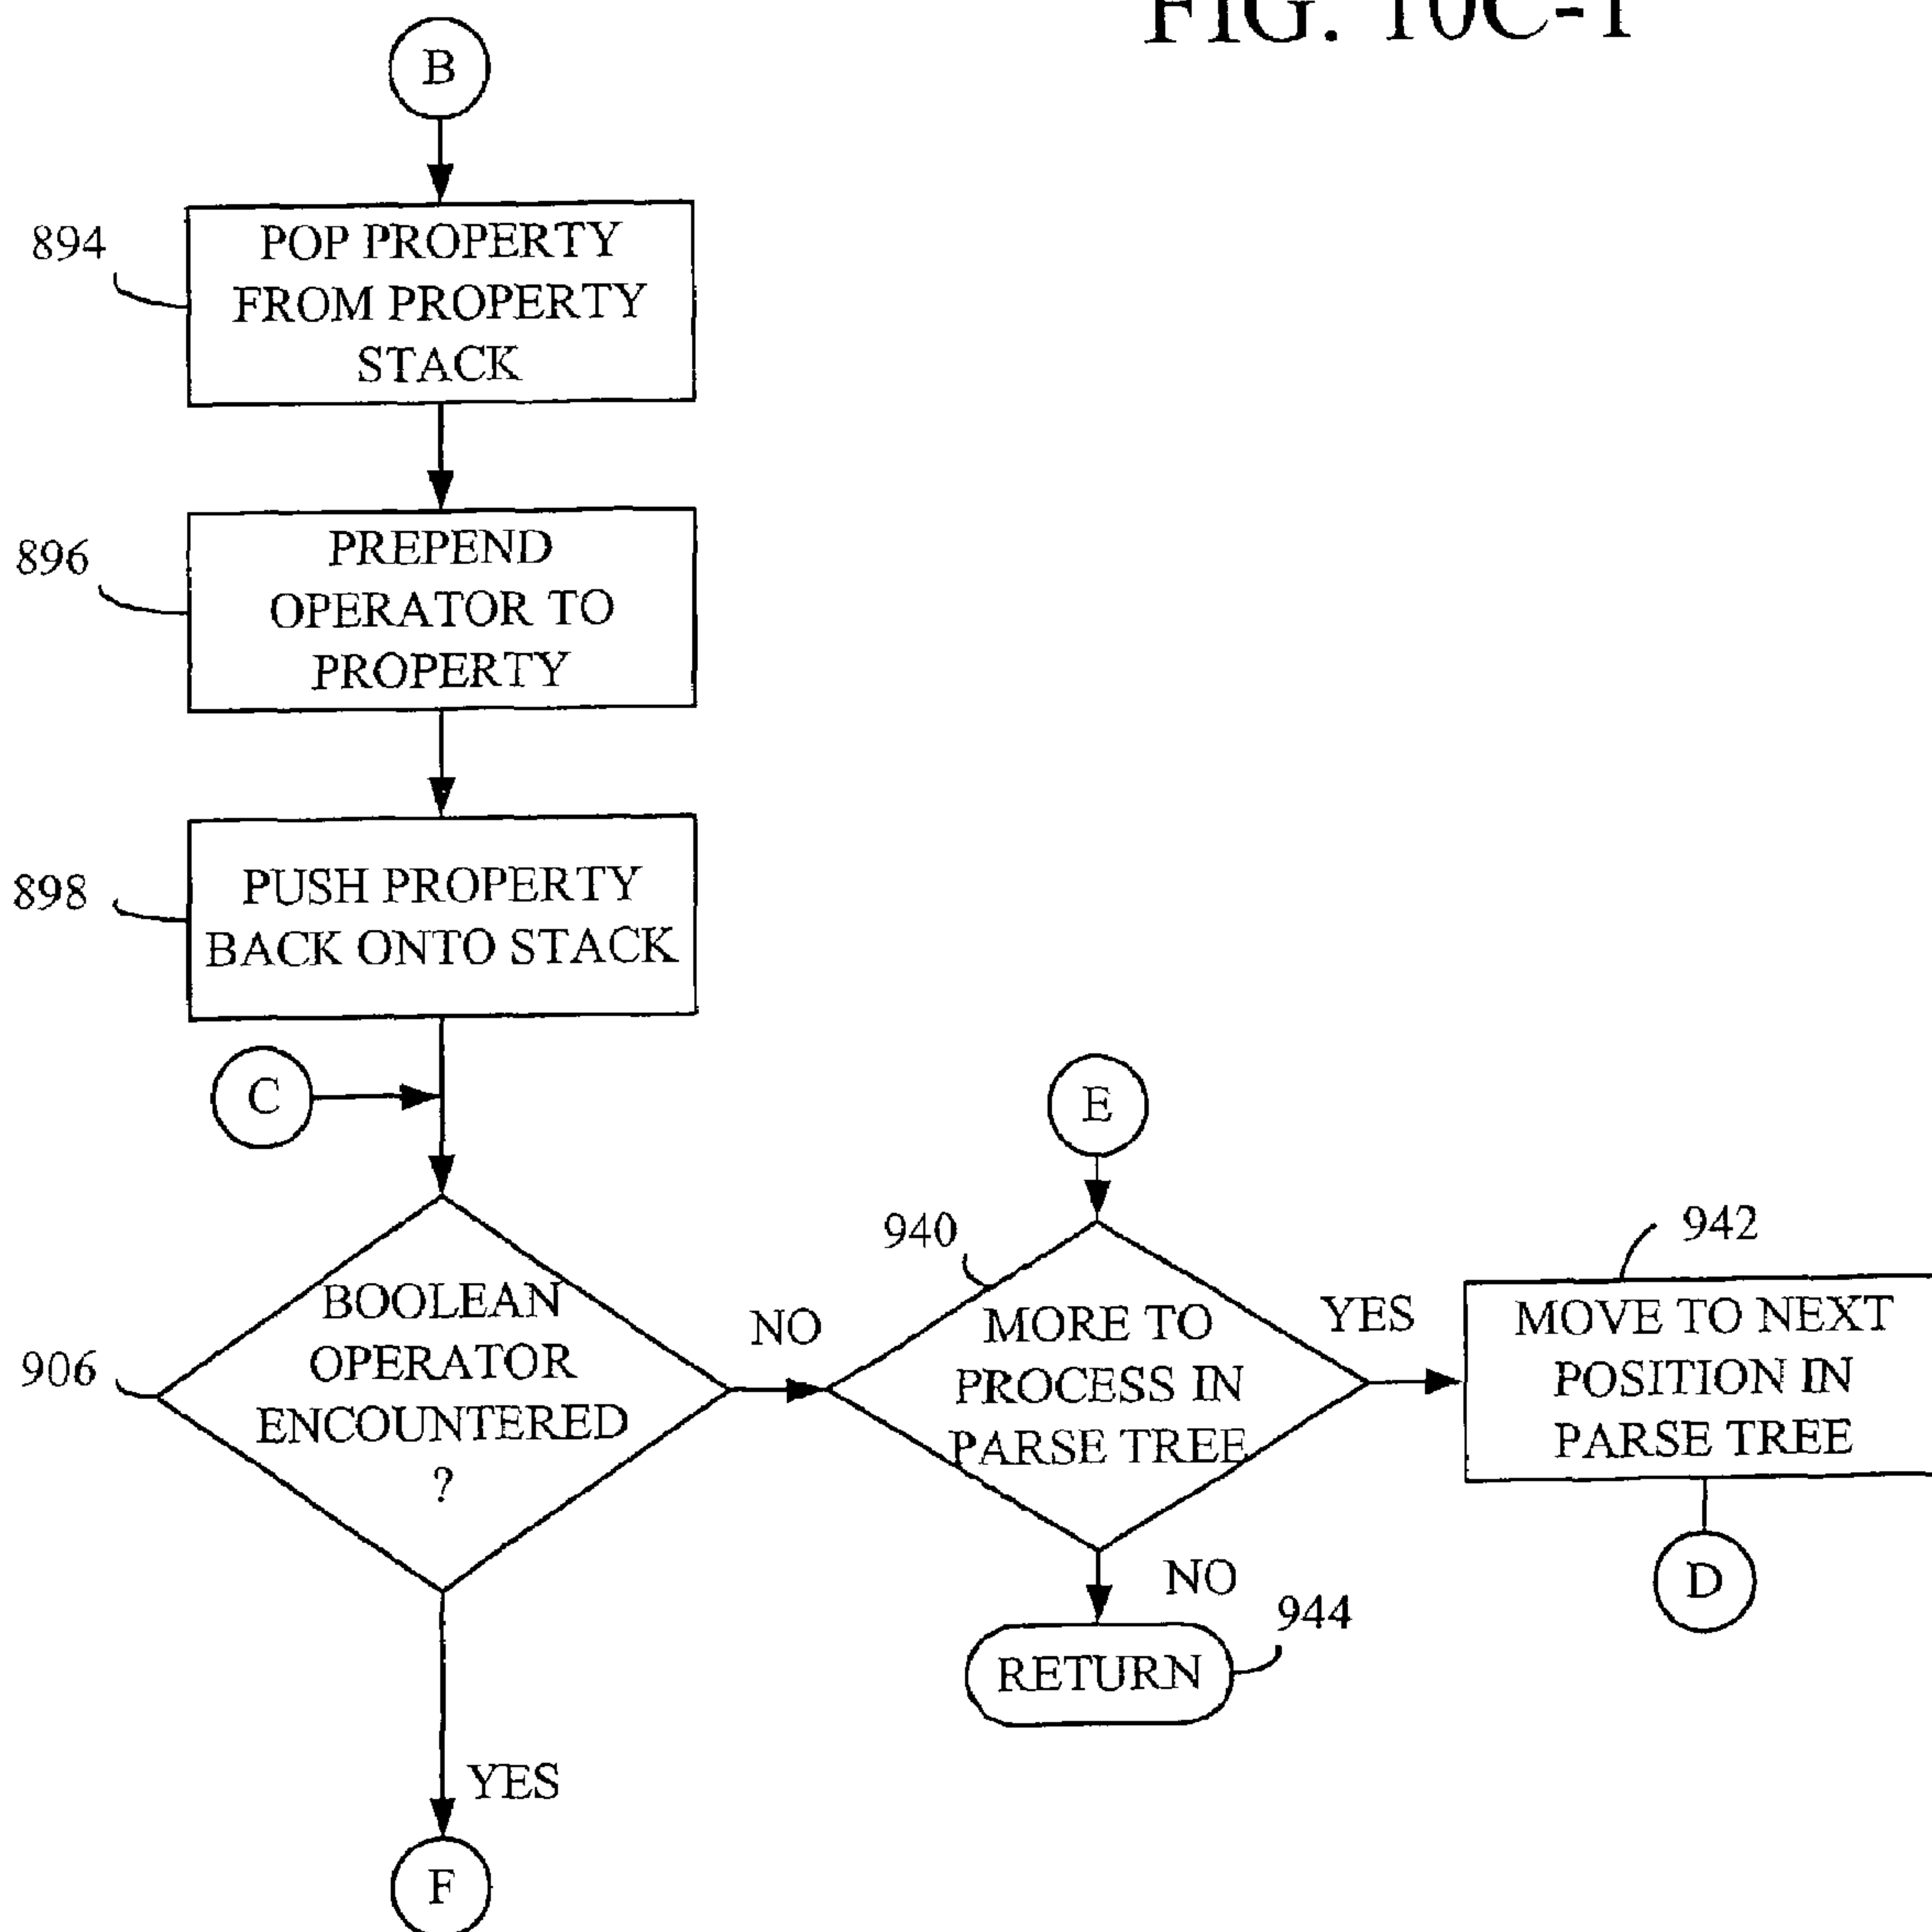 FIG. 10C-1
B
894
POP PROPERTY
FROM PROPERTY
STACK
896
PREPEND
OPERATOR TO
PROPERTY
898
PUSH PROPERTY
BACK ONTO STACK
C
E
906
BOOLEAN
OPERATOR
ENCOUNTERED
?
NO
940
MORE TO
PROCESS IN
PARSE TREE
YES
942
MOVE TO NEXT
POSITION IN
PARSE TREE
D
NO
944
RETURN
YES
F